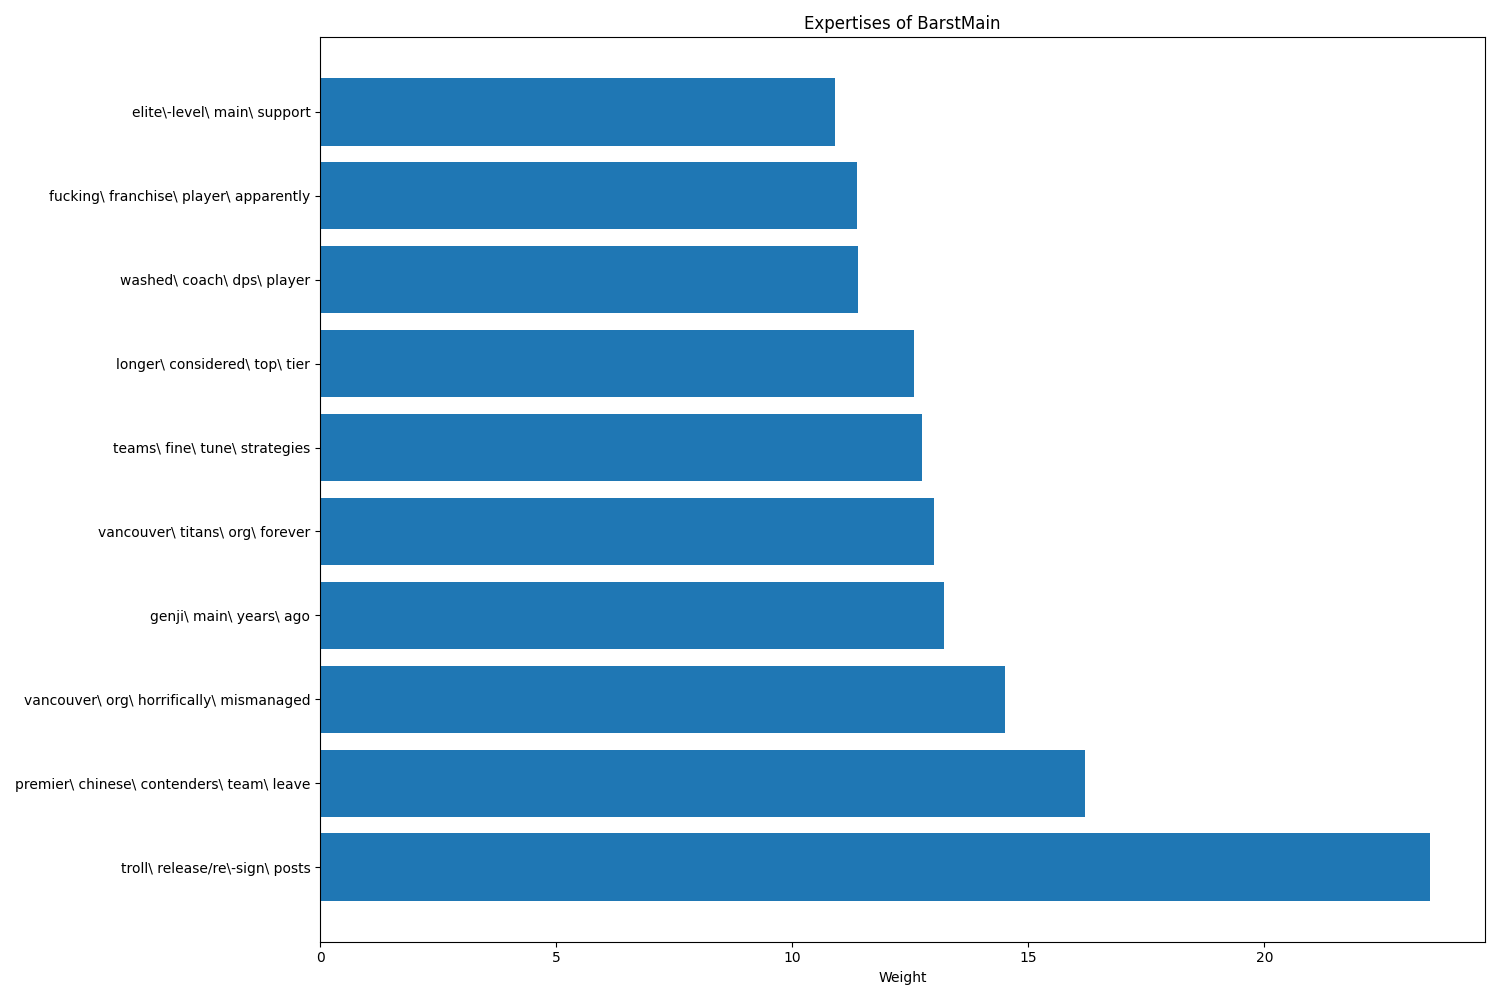 Expertises of BarstMain
elite\-level\ main\ support
fucking\ franchise\ player\ apparently
washed\ coach\ dps\ player
longer\ considered\ top\ tier
teams\ fine\ tune\ strategies
vancouver\ titans\ org\ forever
genji\ main\ years\ ago
vancouver\ org\ horrifically\ mismanaged
premier\ chinese\ contenders\ team\ leave
troll\ release/re\-sign\ posts
0 5 10 15 20
Weight